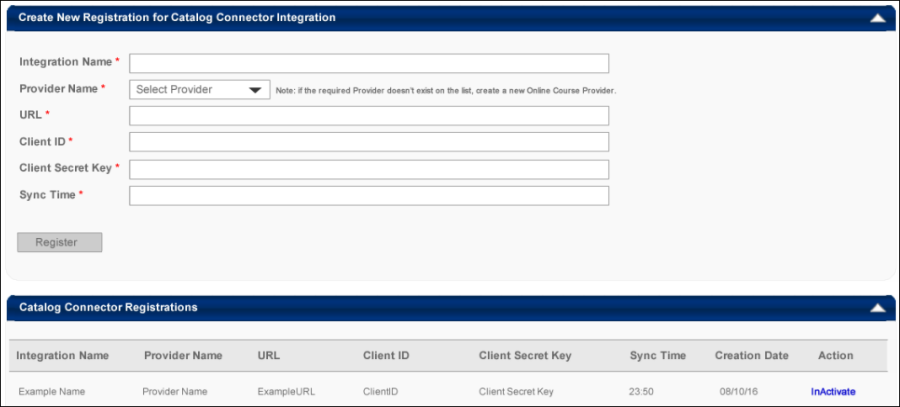 Create New Registration for Catalog Connector Integration
Integration Name *
Provider Name * Select Provider Note: if the required Provider doesn't exist on the list, create a new Online Course Provider.
URL *
Client ID *
Client Secret Key *
Sync Time *
Register
Catalog Connector Registrations
Integration Name Provider Name URL Client ID Client Secret Key Sync Time Creation Date Action
Example Name Provider Name ExampleURL ClientID Client Secret Key 23:50 08/10/16 InActivate